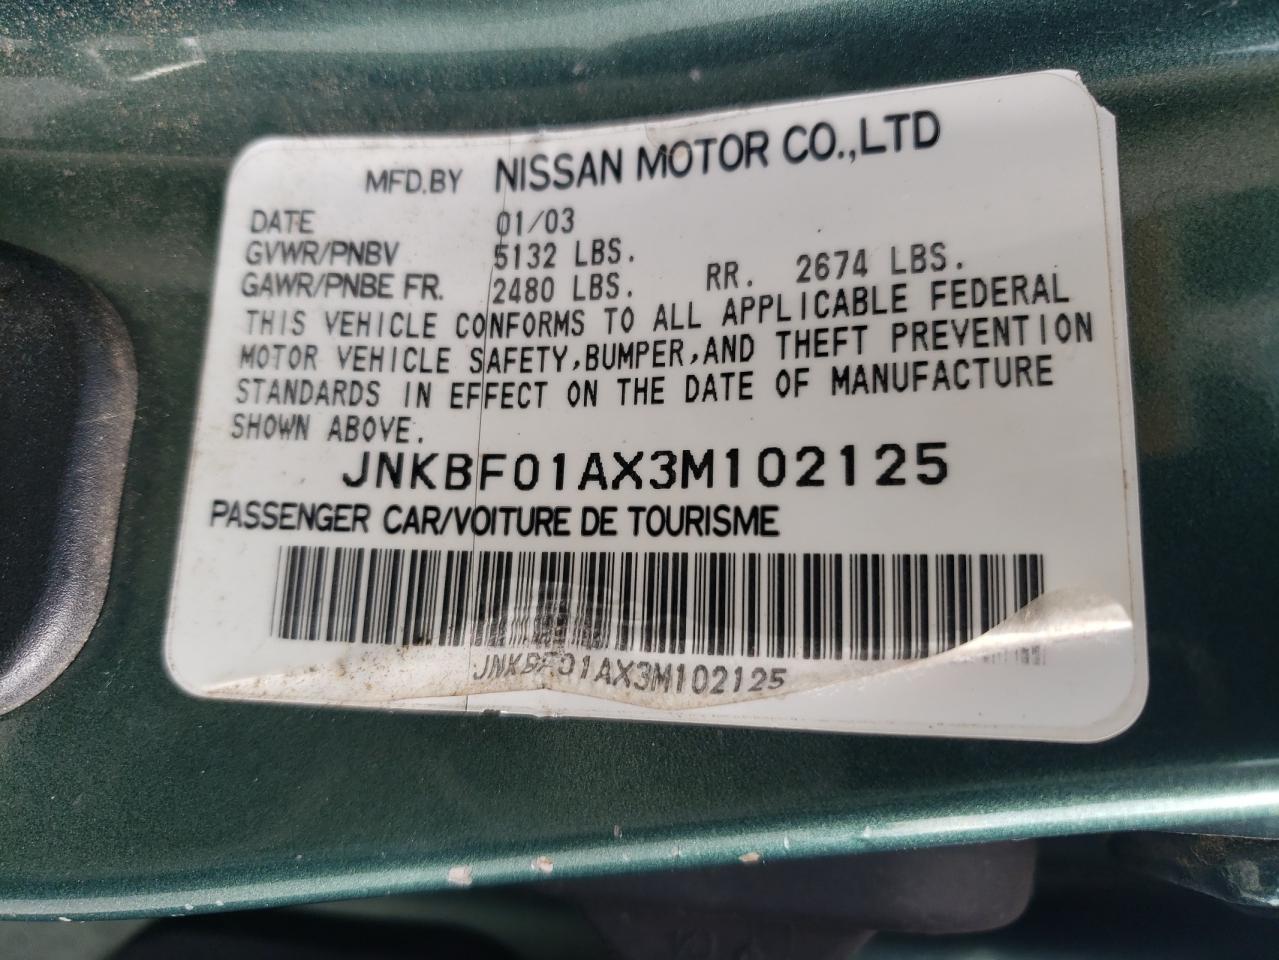 MFD.BY NISSAN MOTOR CO.,LTD
DATE 01/03
GVWR/PNBV 5132 LBS.
GAWR/PNBE FR. 2480 LBS. RR. 2674 LBS.
THIS VEHICLE CONFORMS TO ALL APPLICABLE FEDERAL
MOTOR VEHICLE SAFETY,BUMPER,AND THEFT PREVENTION
STANDARDS IN EFFECT ON THE DATE OF MANUFACTURE
SHOWN ABOVE.
JNKBF01AX3M102125
PASSENGER CAR/VOITURE DE TOURISME
JNKBF01AX3M102125